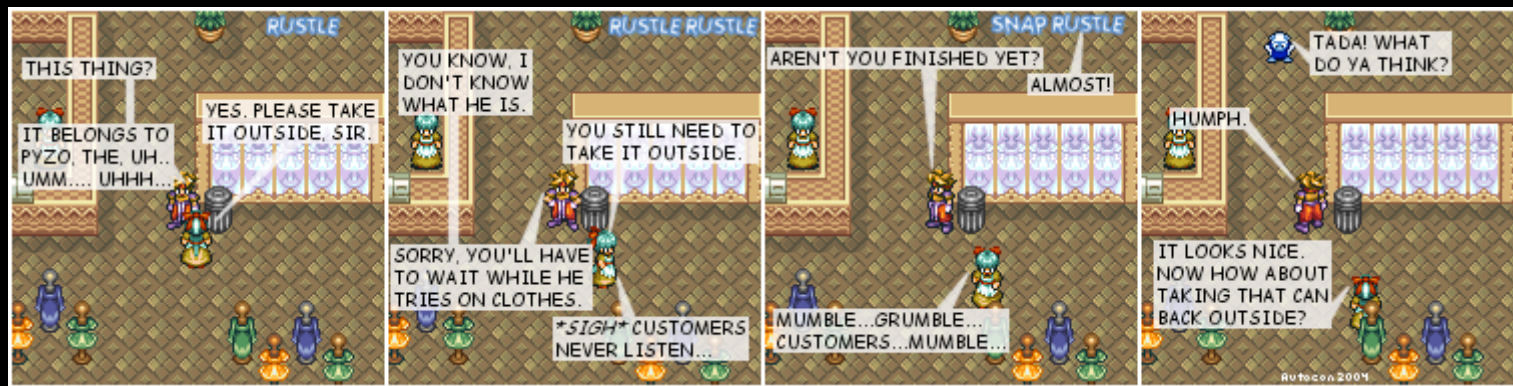 RUSTLE
THIS THING?
YES. PLEASE TAKE
IT OUTSIDE, SIR.
IT BELONGS TO
PYZO, THE, UH..
UMM.... UHHH...
RUSTLE RUSTLE
YOU KNOW, I
DON'T KNOW
WHAT HE IS.
YOU STILL NEED TO
TAKE IT OUTSIDE.
SORRY, YOU'LL HAVE
TO WAIT WHILE HE
TRIES ON CLOTHES.
*SIGH* CUSTOMERS
NEVER LISTEN...
SNAP RUSTLE
AREN'T YOU FINISHED YET?
ALMOST!
MUMBLE...GRUMBLE...
CUSTOMERS...MUMBLE...
TADA! WHAT
DO YA THINK?
HUMPH.
IT LOOKS NICE.
NOW HOW ABOUT
TAKING THAT CAN
BACK OUTSIDE?
Autocon 2004